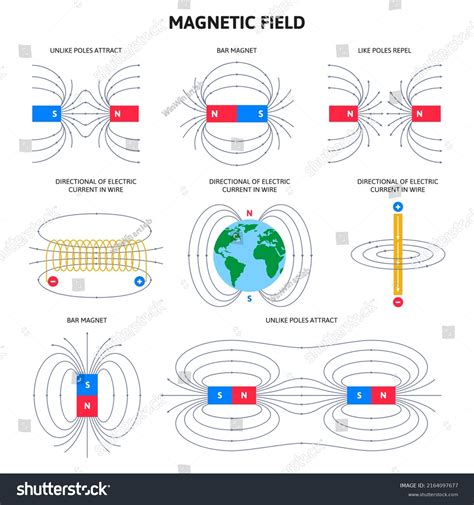 MAGNETIC FIELD
UNLIKE POLES ATTRACT
BAR MAGNET
LIKE POLES REPEL
S N
N S
N N
DIRECTIONAL OF ELECTRIC
CURRENT IN WIRE
DIRECTIONAL OF ELECTRIC
CURRENT IN WIRE
DIRECTIONAL OF ELECTRIC
CURRENT IN WIRE
+
N
− +
S
−
BAR MAGNET
UNLIKE POLES ATTRACT
S
N
S N
S N
shutterstock
IMAGE ID: 2164097677
www.shutterstock.com